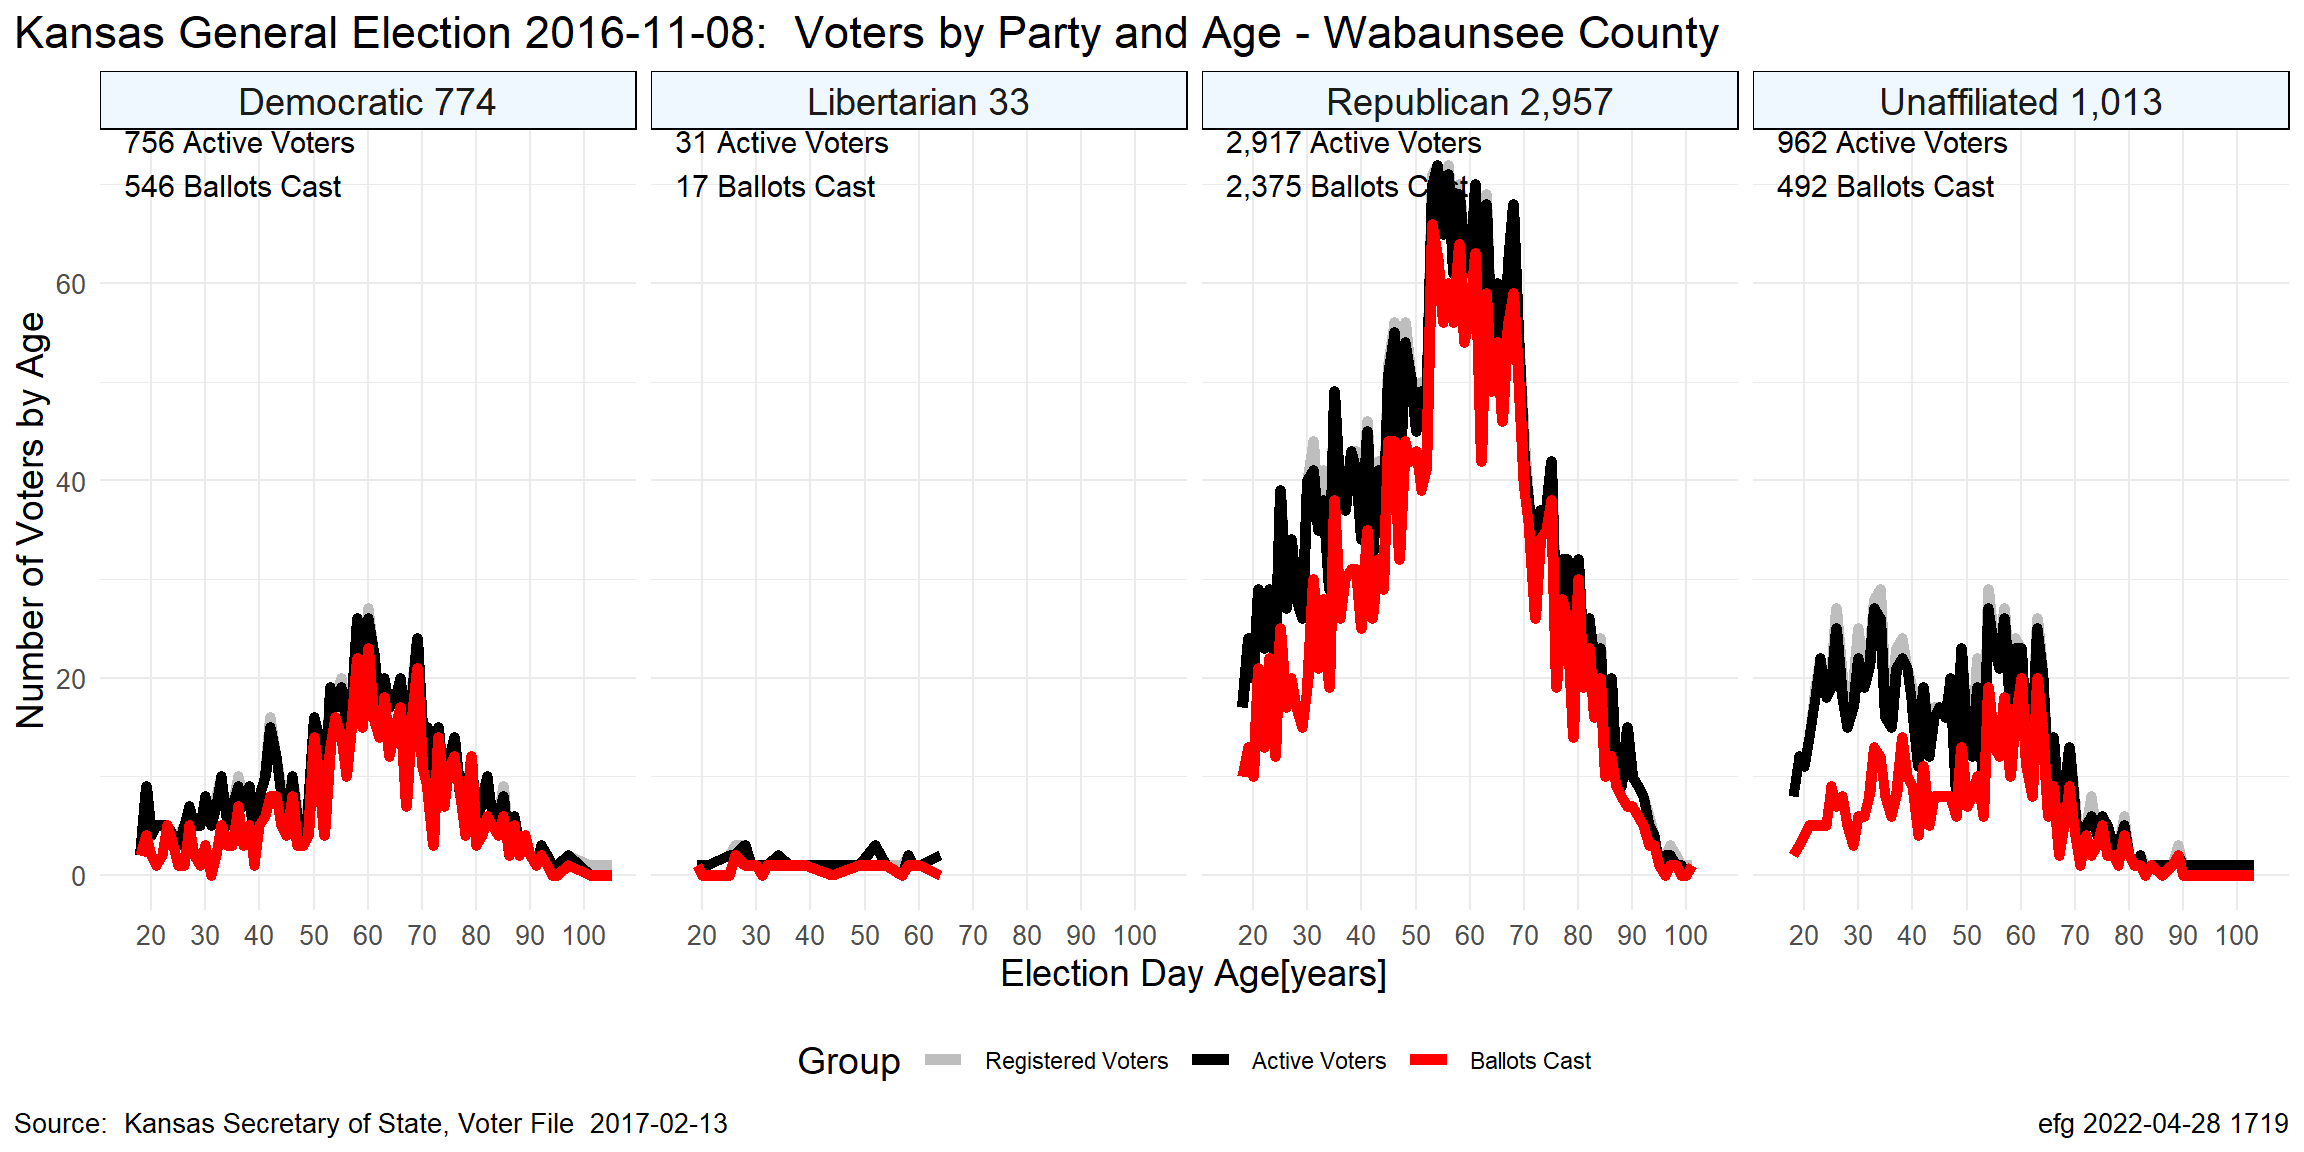 Kansas General Election 2016-11-08:  Voters by Party and Age - Wabaunsee County
Democratic 774
Libertarian 33
Republican 2,957
Unaffiliated 1,013
756 Active Voters
546 Ballots Cast
31 Active Voters
17 Ballots Cast
2,917 Active Voters
2,375 Ballots Cast
962 Active Voters
492 Ballots Cast
Number of Voters by Age
60
40
20
0
20 30 40 50 60 70 80 90 100
20 30 40 50 60 70 80 90 100
20 30 40 50 60 70 80 90 100
20 30 40 50 60 70 80 90 100
Election Day Age[years]
Group Registered Voters Active Voters Ballots Cast
Source:  Kansas Secretary of State, Voter File  2017-02-13
efg 2022-04-28 1719